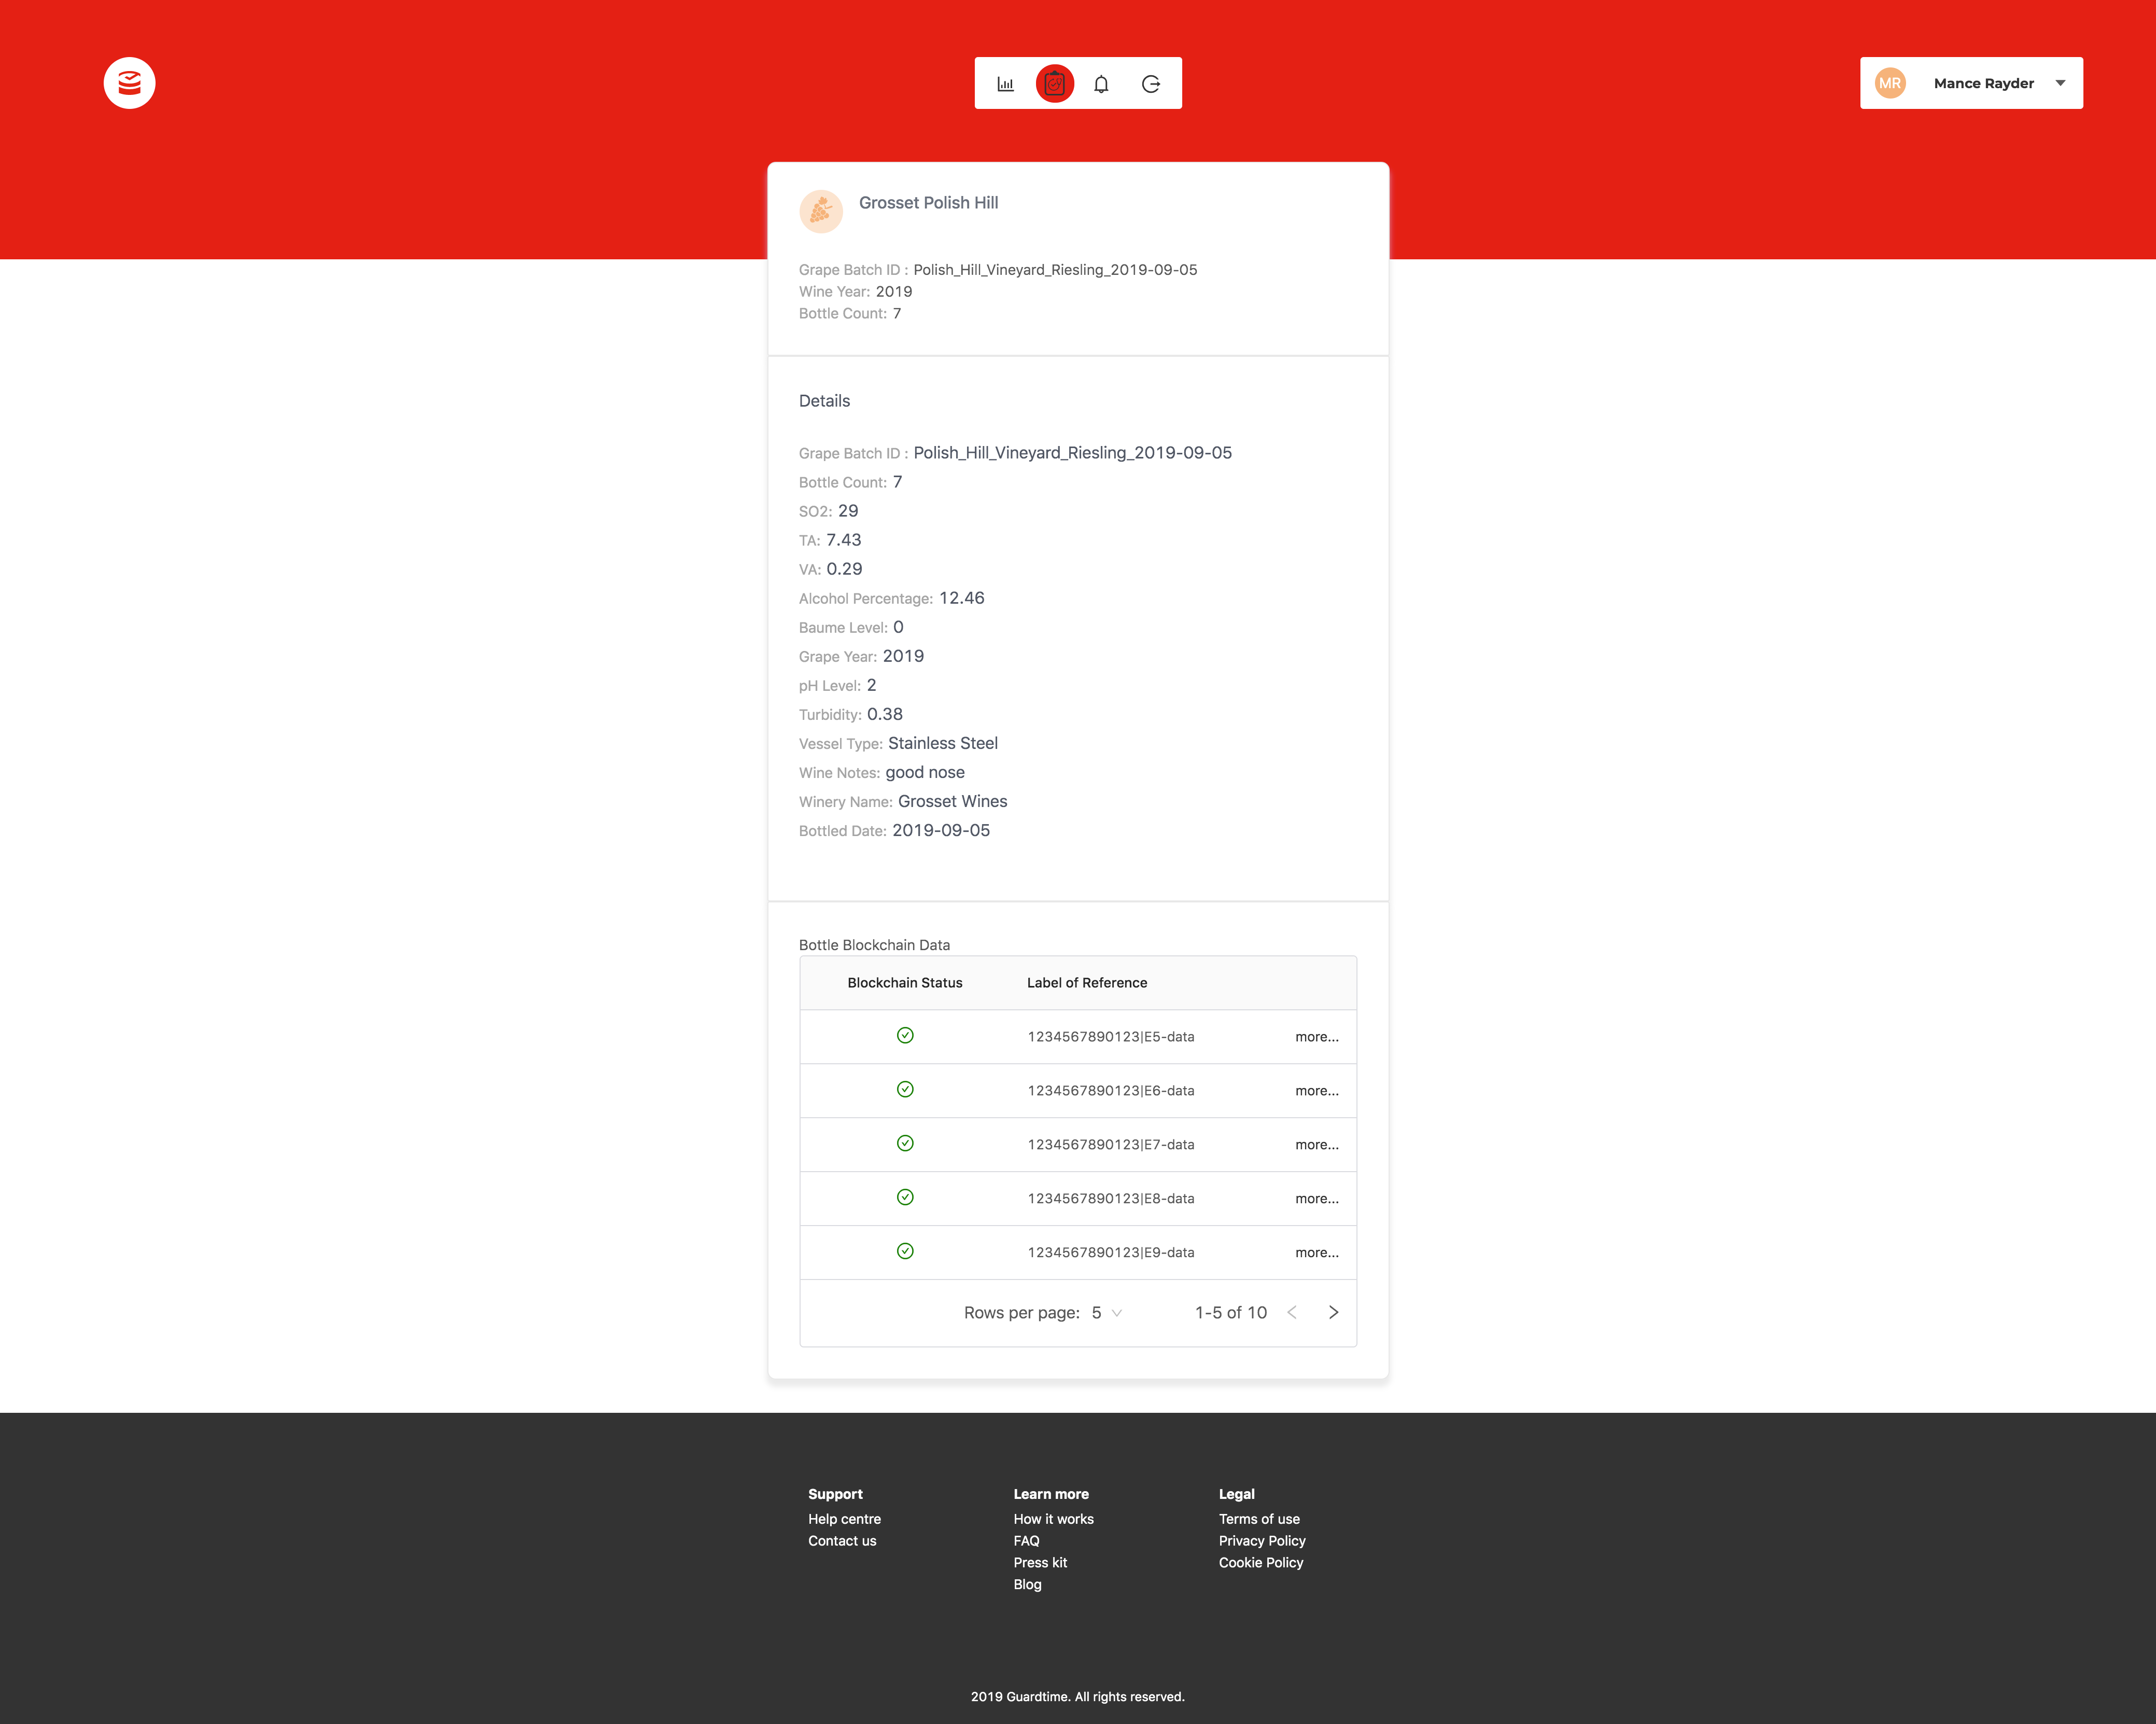 MR Mance Rayder
Grosset Polish Hill
Grape Batch ID : Polish_Hill_Vineyard_Riesling_2019-09-05
Wine Year: 2019
Bottle Count: 7
Details
Grape Batch ID : Polish_Hill_Vineyard_Riesling_2019-09-05
Bottle Count: 7
SO2: 29
TA: 7.43
VA: 0.29
Alcohol Percentage: 12.46
Baume Level: 0
Grape Year: 2019
pH Level: 2
Turbidity: 0.38
Vessel Type: Stainless Steel
Wine Notes: good nose
Winery Name: Grosset Wines
Bottled Date: 2019-09-05
Bottle Blockchain Data
Blockchain Status Label of Reference
1234567890123|E5-data more...
1234567890123|E6-data more...
1234567890123|E7-data more...
1234567890123|E8-data more...
1234567890123|E9-data more...
Rows per page: 5 1-5 of 10
Support
Help centre
Contact us
Learn more
How it works
FAQ
Press kit
Blog
Legal
Terms of use
Privacy Policy
Cookie Policy
2019 Guardtime. All rights reserved.